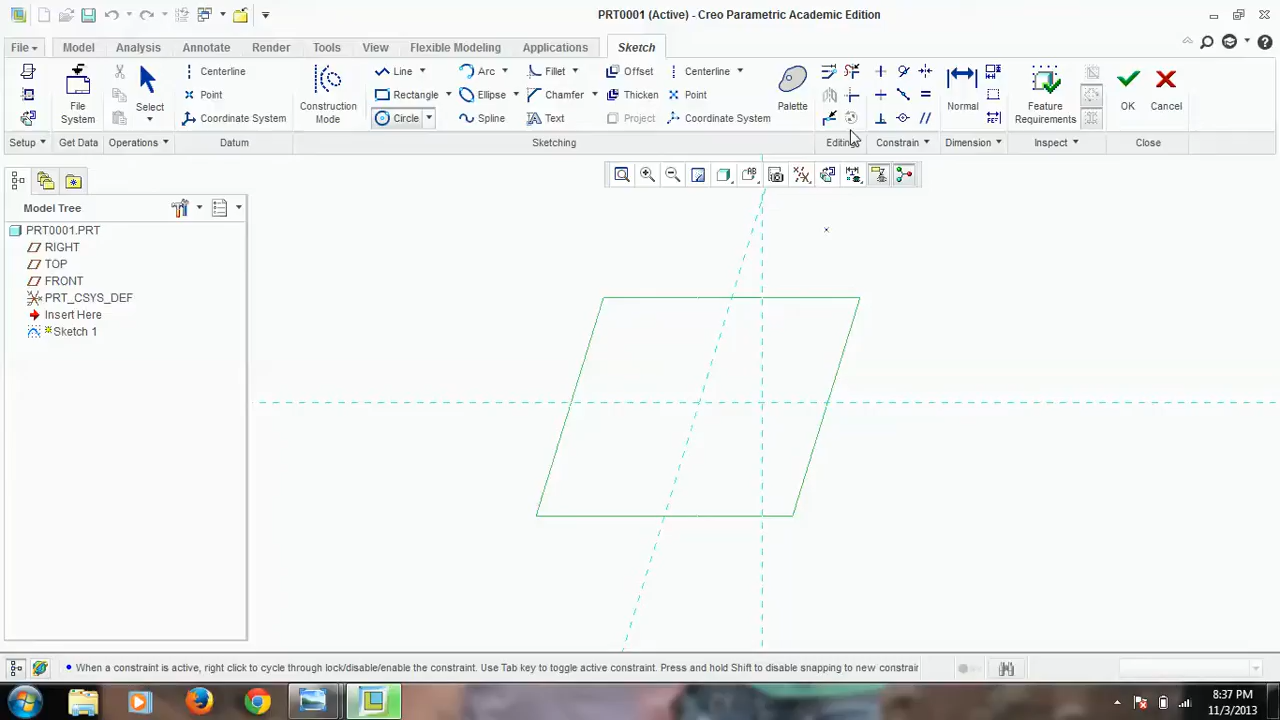 PRT0001 (Active) - Creo Parametric Academic Edition
File Model Analysis Annotate Render Tools View Flexible Modeling Applications Sketch
Centerline Line Arc Fillet Offset Centerline
Point Rectangle Ellipse Chamfer Thicken Point
Coordinate System Circle Spline Text Project Coordinate System
File System
Select
Construction Mode
Palette
Normal
Feature Requirements
OK
Cancel
Setup Get Data Operations Datum Sketching Editing Constrain Dimension Inspect Close
Model Tree
PRT0001.PRT
RIGHT
TOP
FRONT
PRT_CSYS_DEF
Insert Here
Sketch 1
When a constraint is active, right click to cycle through lock/disable/enable the constraint. Use Tab key to toggle active constraint. Press and hold Shift to disable snapping to new constrair
8:37 PM
11/3/2013